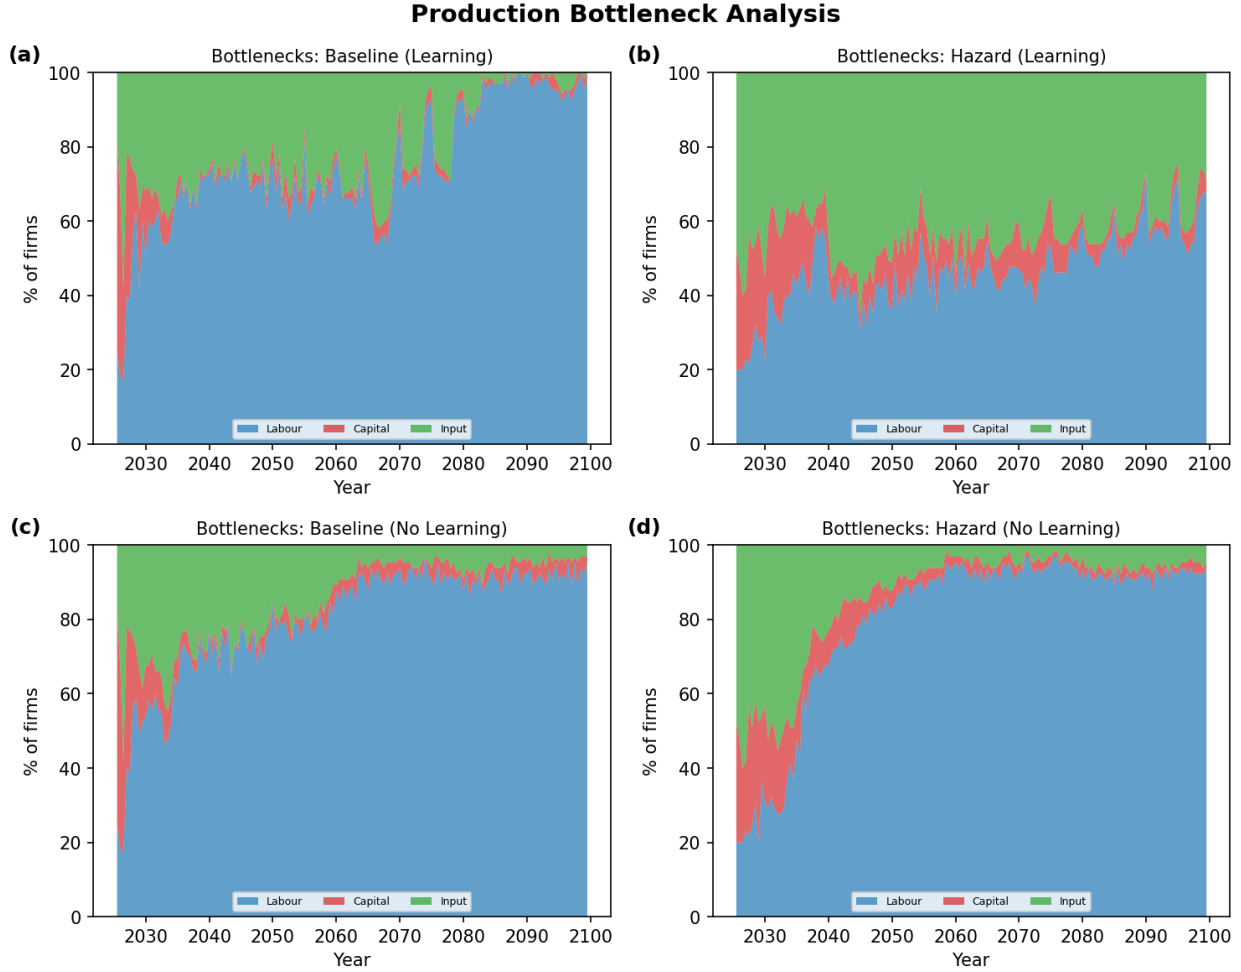 Production Bottleneck Analysis
(a)
Bottlenecks: Baseline (Learning)
% of firms
100
80
60
40
20
0
Labour Capital Input
2030 2040 2050 2060 2070 2080 2090 2100
Year
(b)
Bottlenecks: Hazard (Learning)
% of firms
100
80
60
40
20
0
Labour Capital Input
2030 2040 2050 2060 2070 2080 2090 2100
Year
(c)
Bottlenecks: Baseline (No Learning)
% of firms
100
80
60
40
20
0
Labour Capital Input
2030 2040 2050 2060 2070 2080 2090 2100
Year
(d)
Bottlenecks: Hazard (No Learning)
% of firms
100
80
60
40
20
0
Labour Capital Input
2030 2040 2050 2060 2070 2080 2090 2100
Year